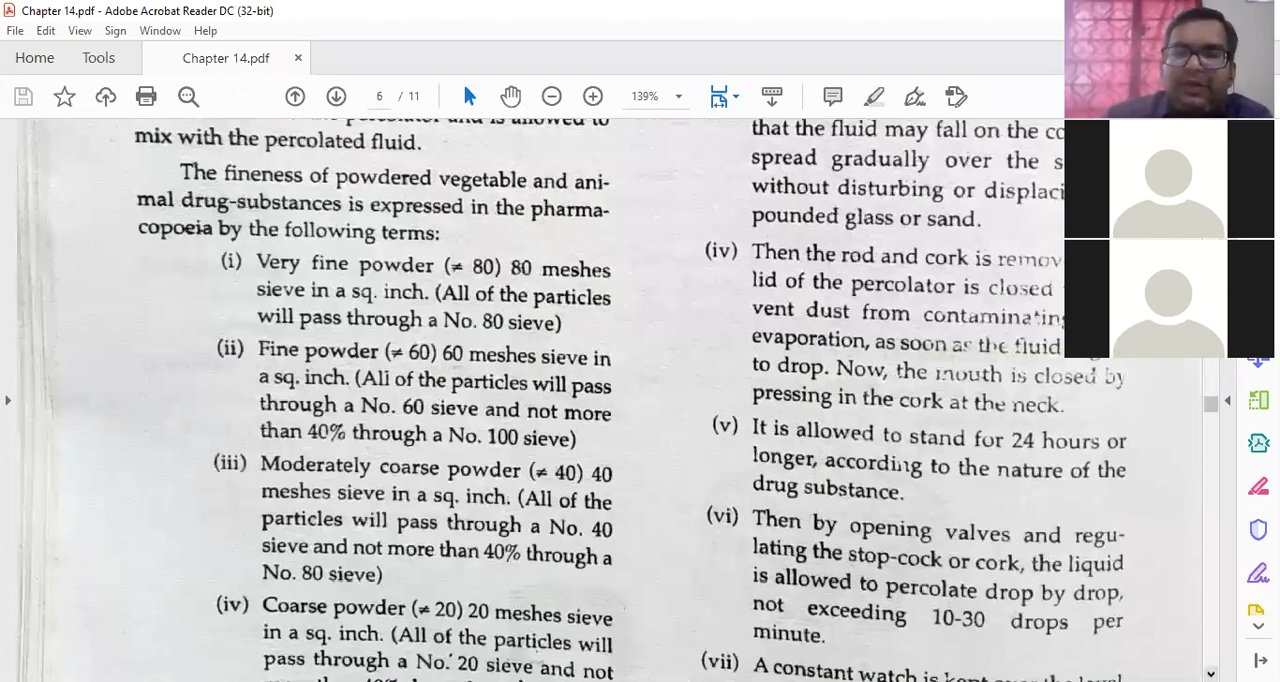 Chapter 14.pdf - Adobe Acrobat Reader DC (32-bit)
File Edit View Sign Window Help
Home Tools Chapter 14.pdf ×
6 / 11 139%
mix with the percolated fluid.
The fineness of powdered vegetable and ani-
mal drug-substances is expressed in the pharma-
copoeia by the following terms:
(i) Very fine powder (≠ 80) 80 meshes
sieve in a sq. inch. (All of the particles
will pass through a No. 80 sieve)
(ii) Fine powder (≠ 60) 60 meshes sieve in
a sq. inch. (All of the particles will pass
through a No. 60 sieve and not more
than 40% through a No. 100 sieve)
(iii) Moderately coarse powder (≠ 40) 40
meshes sieve in a sq. inch. (All of the
particles will pass through a No. 40
sieve and not more than 40% through a
No. 80 sieve)
(iv) Coarse powder (≠ 20) 20 meshes sieve
in a sq. inch. (All of the particles will
pass through a No. 20 sieve and not
that the fluid may fall on the
spread gradually over the
without disturbing or
pounded glass or sand.
(iv) Then the rod and cork is
lid of the percolator is closed
vent dust from
evaporation, as soon as the fluid
to drop. Now, the mouth is closed by
pressing in the cork at the neck.
(v) It is allowed to stand for 24 hours or
longer, according to the nature of the
drug substance.
(vi) Then by opening valves and regu-
lating the stop-cock or cork, the liquid
is allowed to percolate drop by drop,
not exceeding 10-30 drops per
minute.
(vii) A constant watch is kept over the level